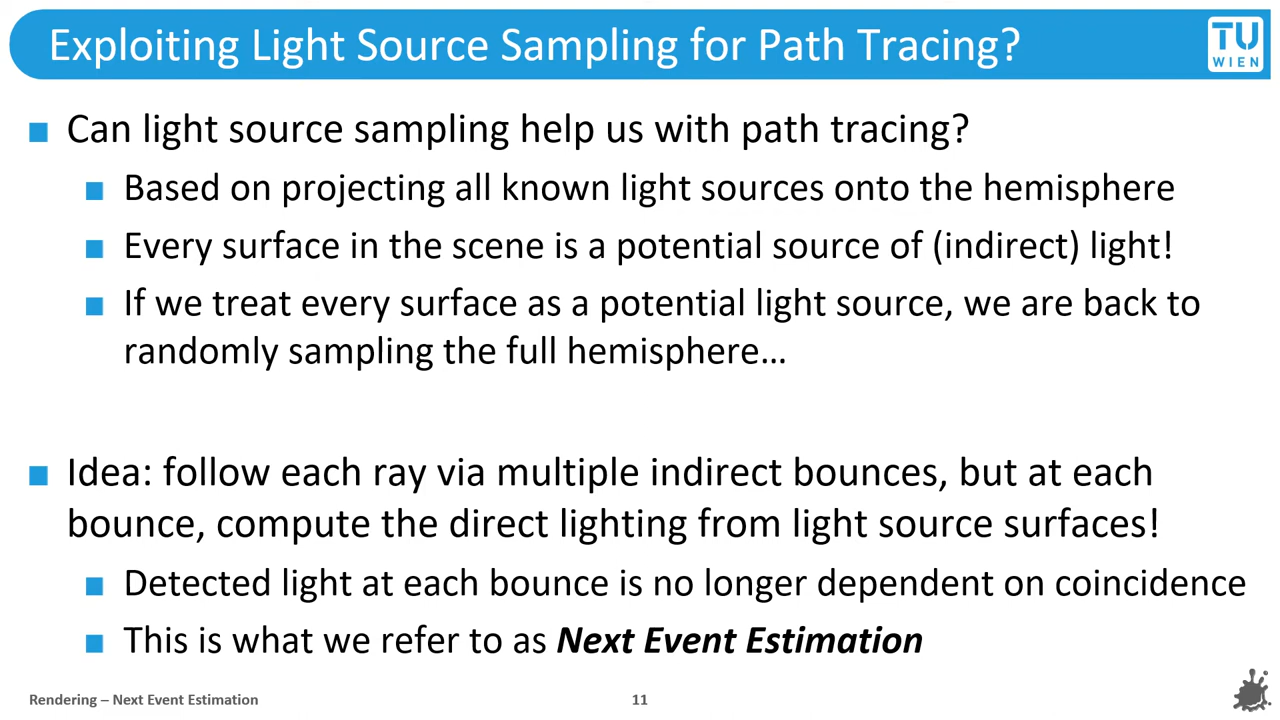 Exploiting Light Source Sampling for Path Tracing?
TU
WIEN
Can light source sampling help us with path tracing?
Based on projecting all known light sources onto the hemisphere
Every surface in the scene is a potential source of (indirect) light!
If we treat every surface as a potential light source, we are back to
randomly sampling the full hemisphere…
Idea: follow each ray via multiple indirect bounces, but at each
bounce, compute the direct lighting from light source surfaces!
Detected light at each bounce is no longer dependent on coincidence
This is what we refer to as Next Event Estimation
Rendering – Next Event Estimation
11